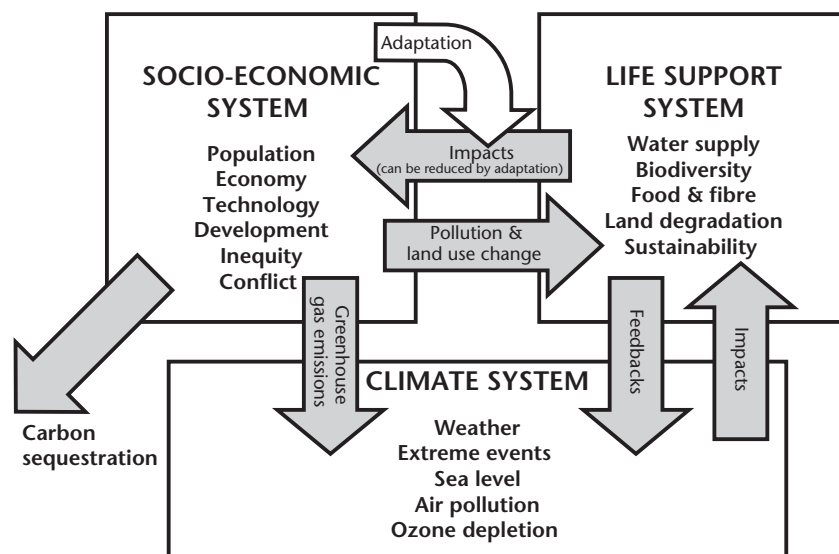 Adaptation
SOCIO-ECONOMIC
SYSTEM
Population
Economy
Technology
Development
Inequity
Conflict
LIFE SUPPORT
SYSTEM
Water supply
Biodiversity
Food & fibre
Land degradation
Sustainability
Impacts
(can be reduced by adaptation)
Pollution &
land use change
Greenhouse
gas emissions
Feedbacks
Impacts
Carbon
sequestration
CLIMATE SYSTEM
Weather
Extreme events
Sea level
Air pollution
Ozone depletion